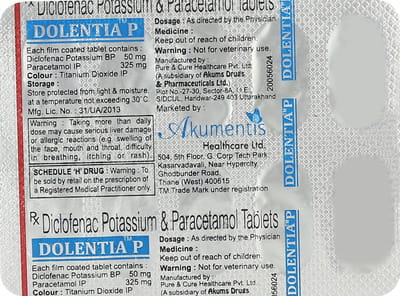 Rx Diclofenac Potassium & Paracetamol Tablets
DOLENTIA P
Each film coated tablet contains :
Diclofenac Potassium BP 50 mg
Paracetamol IP 325 mg
Colour : Titanium Dioxide IP
Storage :
Store protected from light & moisture,
at a temperature not exceeding 30°C.
Mfg. Lic. No. : 31/UA/2013
Warning : Taking more than daily
dose may cause serious liver damage
or allergic reactions (e.g. swelling of
the face, mouth and throat, difficulty
in breathing, itching or rash).
SCHEDULE 'H' DRUG : Warning : To
be sold by retail on the prescription of
a Registered Medical Practitioner only.
Dosage : As directed by the Physician
Medicine :
Keep out of reach of children.
Warning : Not for veterinary use.
Manufactured by :
Pure & Cure Healthcare Pvt. Ltd.
(A subsidiary of Akums Drugs
& Pharmaceuticals Ltd.)
Plot No.-27-30, Sector-8A, I.I.E.,
SIDCUL, Haridwar-249 403 Uttarakhand
Marketed by :
Akumentis
Healthcare Ltd.
504, 5th Floor, G. Corp Tech Park
Kasarvadavali, Near Hypercity,
Ghodbunder Road,
Thane (West) 400615
TM Trade Mark under registration
20056024
DOLENTIA P
DOLENTIA P
Rx Diclofenac Potassium & Paracetamol Tablets
DOLENTIA P
Each film coated tablet contains :
Diclofenac Potassium BP 50 mg
Paracetamol IP 325 mg
Colour : Titanium Dioxide IP
Dosage : As directed by the Physician
Medicine :
Keep out of reach of children.
Warning : Not for veterinary use.
Manufactured by :
Pure & Cure Healthcare Pvt. Ltd.
(A subsidiary of Akums Drugs
20056024
DOLENTIA P